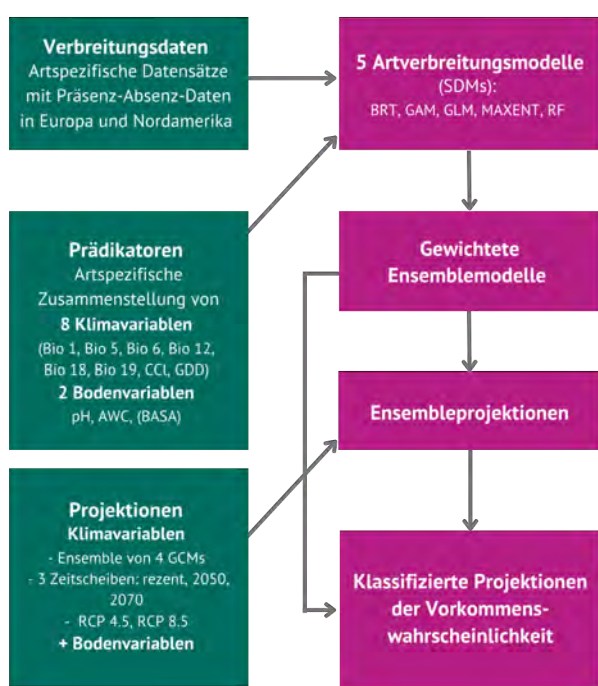 Verbreitungsdaten
Artspezifische Datensätze
mit Präsenz-Absenz-Daten
in Europa und Nordamerika
5 Artverbreitungsmodelle
(SDMs):
BRT, GAM, GLM, MAXENT, RF
Prädikatoren
Artspezifische
Zusammenstellung von
8 Klimavariablen
(Bio 1, Bio 5, Bio 6, Bio 12,
Bio 18, Bio 19, CCI, GDD)
2 Bodenvariablen
pH, AWC, (BASA)
Gewichtete
Ensemblemodelle
Ensembleprojektionen
Projektionen
Klimavariablen
- Ensemble von 4 GCMs
- 3 Zeitscheiben: rezent, 2050,
2070
- RCP 4.5, RCP 8.5
+ Bodenvariablen
Klassifizierte Projektionen
der Vorkommens-
wahrscheinlichkeit